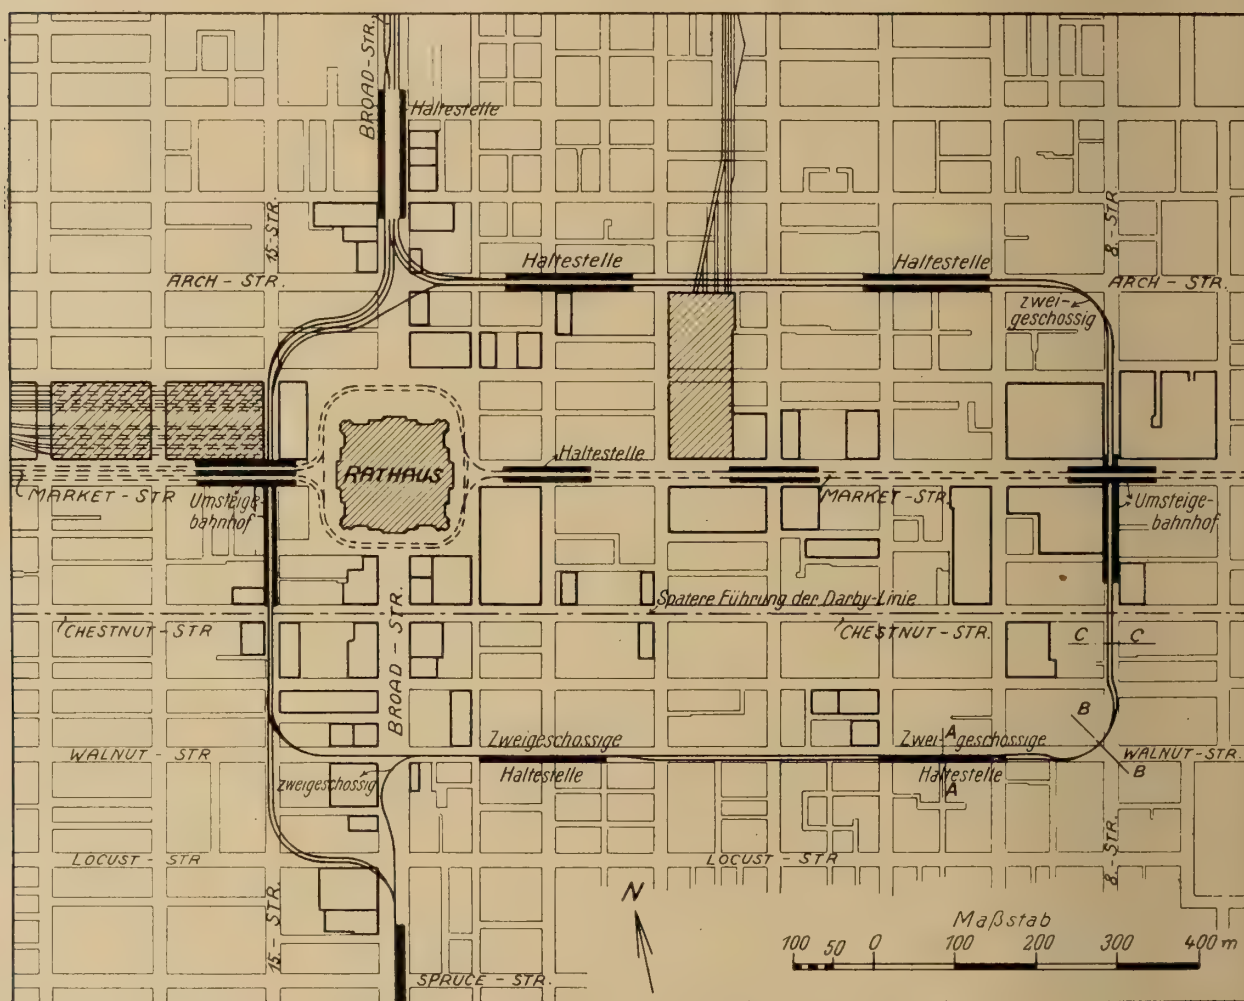 BROAD-STR.
Haltestelle
15-STR.
8-STR
ARCH-STR.
Haltestelle
Haltestelle
ARCH-STR.
zwei-
geschossig
RATHAUS
Haltestelle
MARKET-STR
Umsteige-
bahnhof
MARKET-STR.
Umsteige-
bahnhof
Spätere Führung der Darby-Linie
CHESTNUT-STR
BROAD-STR.
CHESTNUT-STR.
C C
B
B
WALNUT-STR
Zweigeschossige
Haltestelle
zweigeschossig
A
Zwei-geschossige
Haltestelle
A
WALNUT-STR.
LOCUST-STR
LOCUST-STR
8-STR.
15-STR.
N
SPRUCE-STR.
Maßstab
100 50 0 100 200 300 400 m